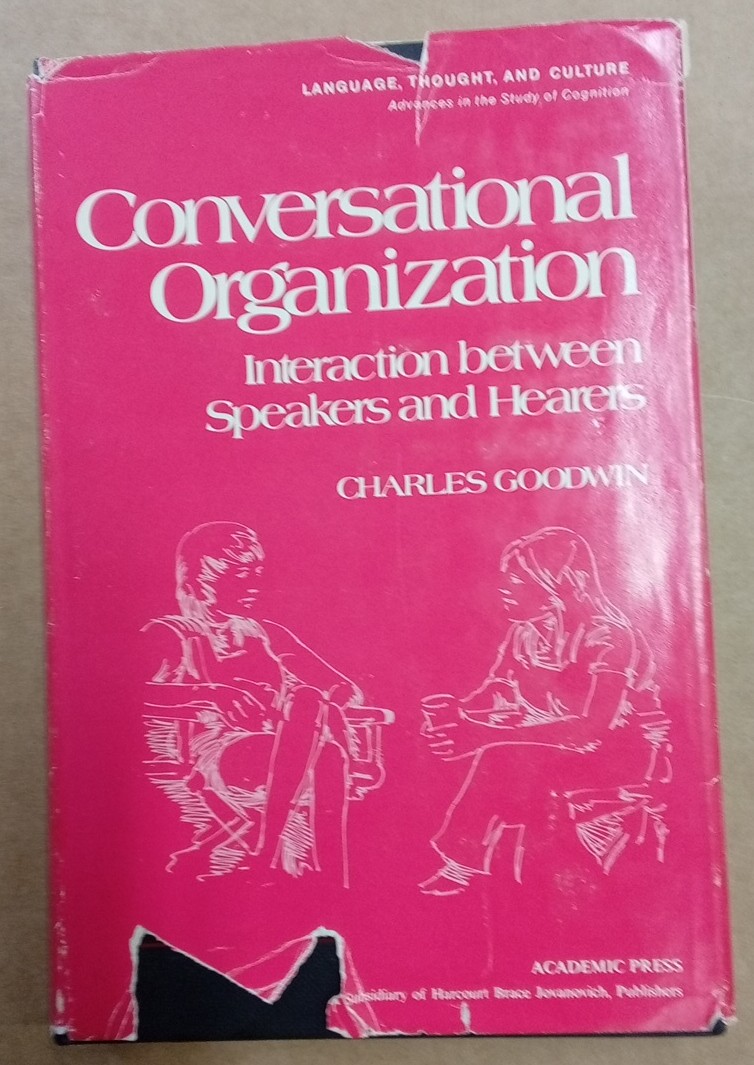 LANGUAGE, THOUGHT, AND CULTURE
Advances in the Study of Cognition
Conversational
Organization
Interaction between
Speakers and Hearers
CHARLES GOODWIN
ACADEMIC PRESS
Subsidiary of Harcourt Brace Jovanovich, Publishers